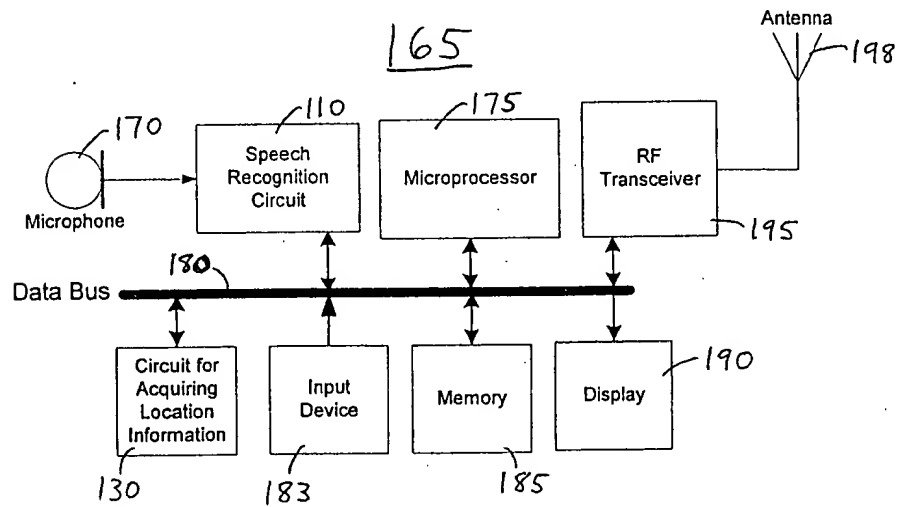 165
Antenna
198
170
110
175
Microphone
Speech
Recognition
Circuit
Microprocessor
RF
Transceiver
195
180
Data Bus
Circuit for
Acquiring
Location
Information
Input
Device
Memory
Display
190
130
183
185